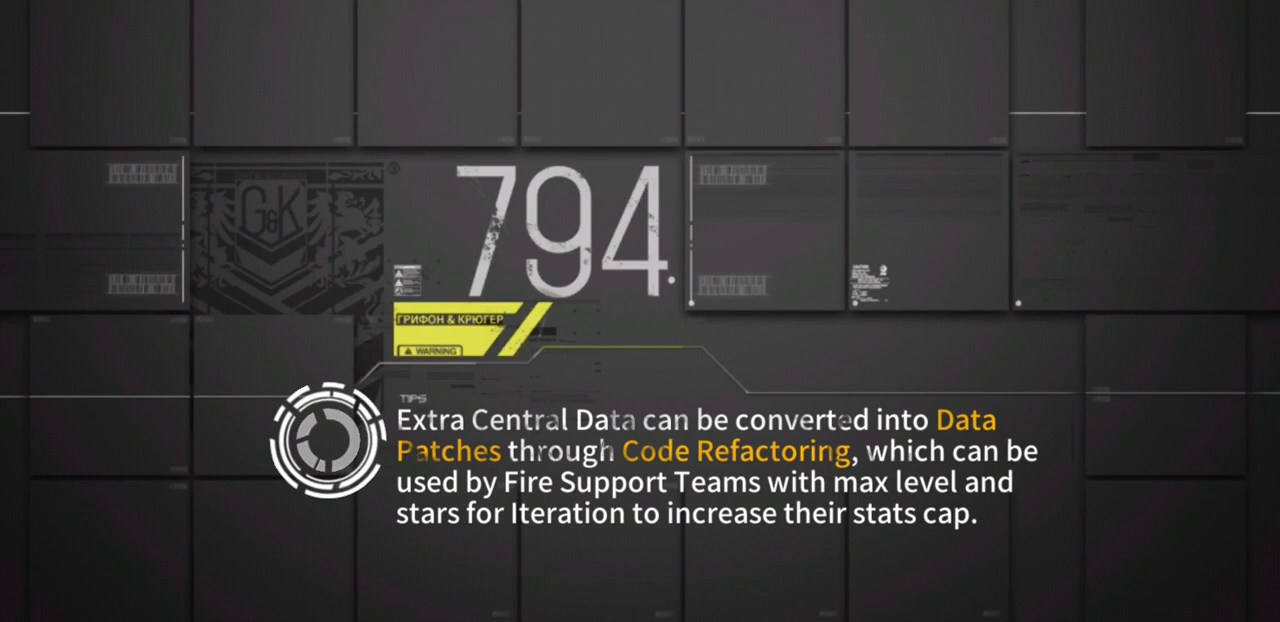 G&K
794.
ГРИФОН & КРЮГЕР
WARNING
TIPS
Extra Central Data can be converted into Data
Patches through Code Refactoring, which can be
used by Fire Support Teams with max level and
stars for Iteration to increase their stats cap.